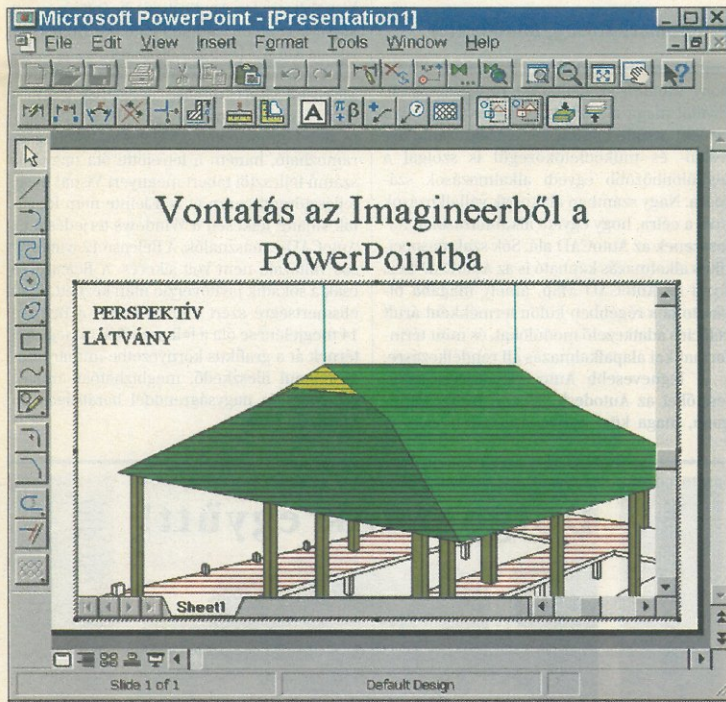 Microsoft PowerPoint - [Presentation1]
File Edit View Insert Format Tools Window Help
A π β
Vontatás az Imagineerből a
PowerPointba
PERSPEKTÍV
LÁTVÁNY
Sheet1
Slide 1 of 1 Default Design